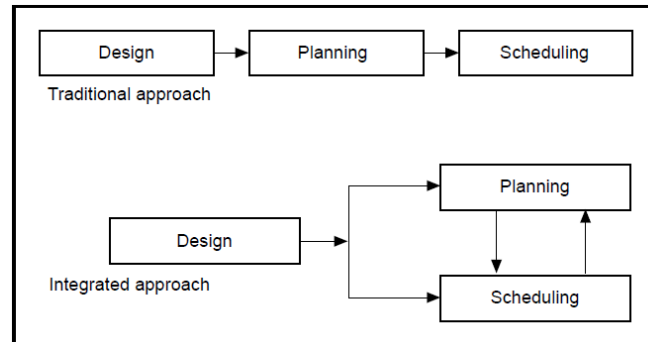 Design
Planning
Scheduling
Traditional approach
Planning
Design
Integrated approach
Scheduling